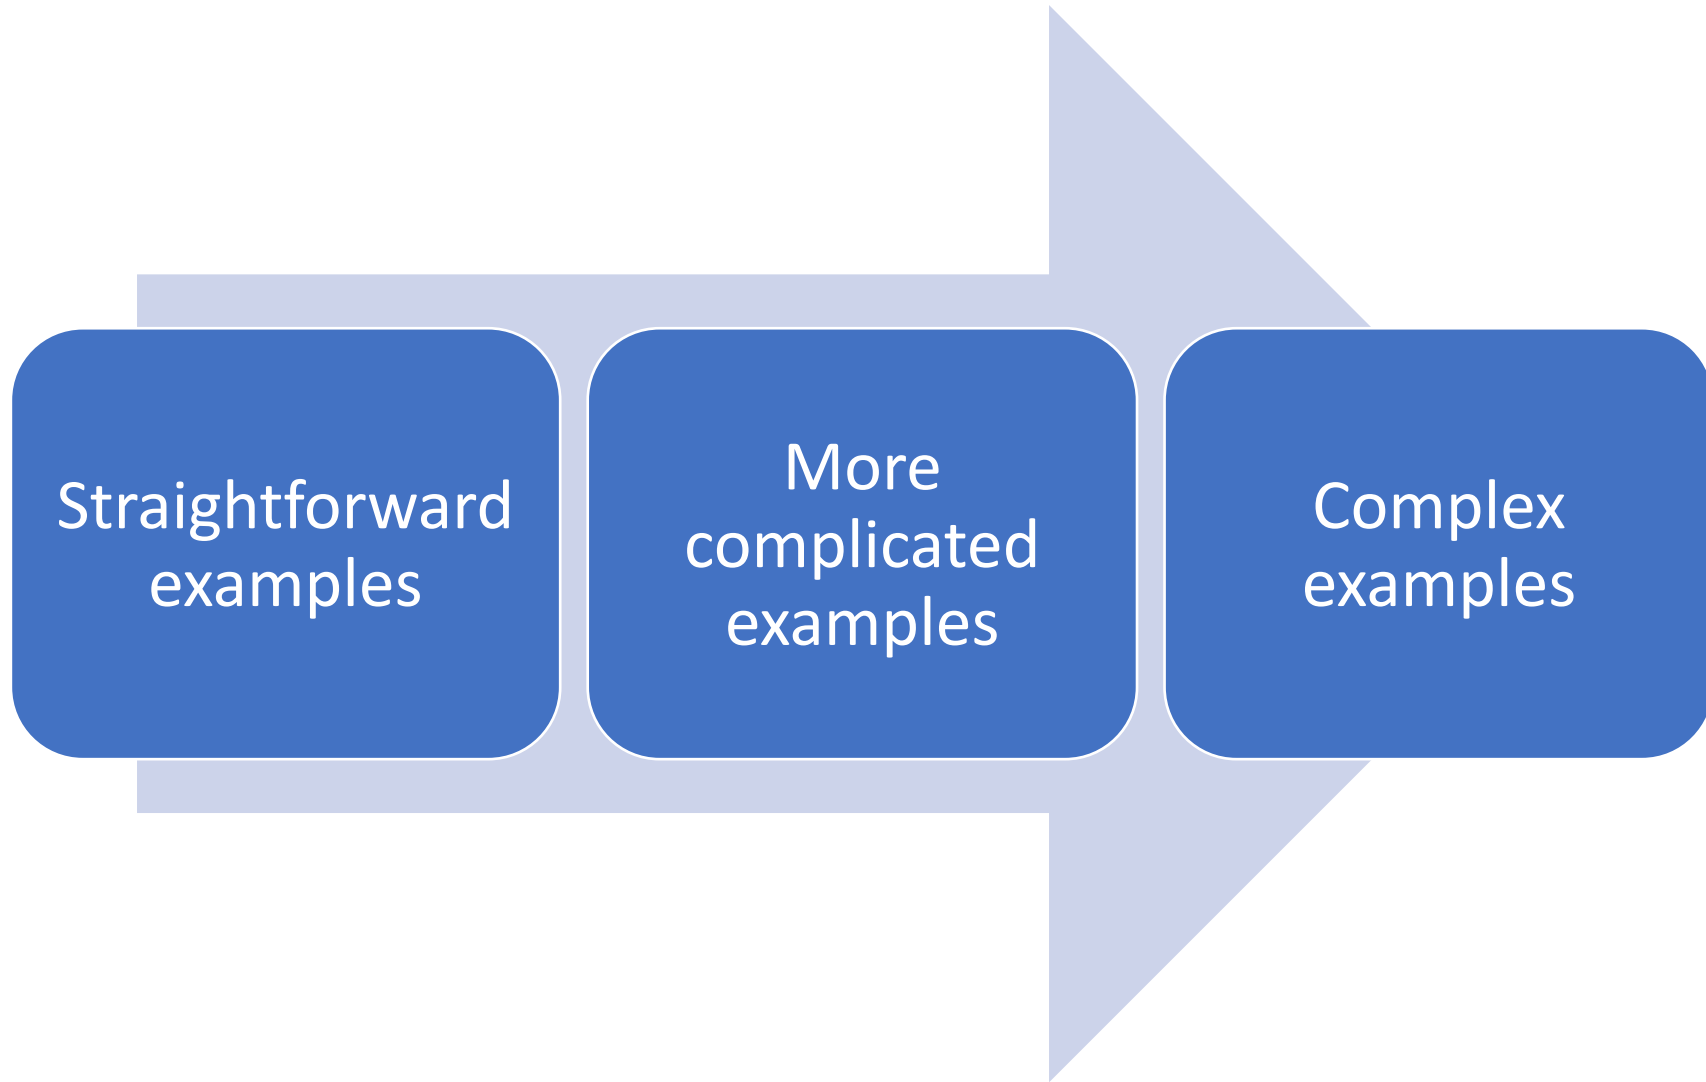 Straightforward
examples
More
complicated
examples
Complex
examples